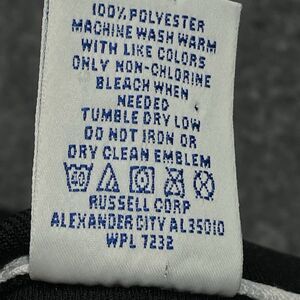 100% POLYESTER
MACHINE WASH WARM
WITH LIKE COLORS
ONLY NON-CHLORINE
BLEACH WHEN
NEEDED
TUMBLE DRY LOW
DO NOT IRON OR
DRY CLEAN EMBLEM
40
RUSSELL CORP
ALEXANDER CITY AL35010
WPL 7232